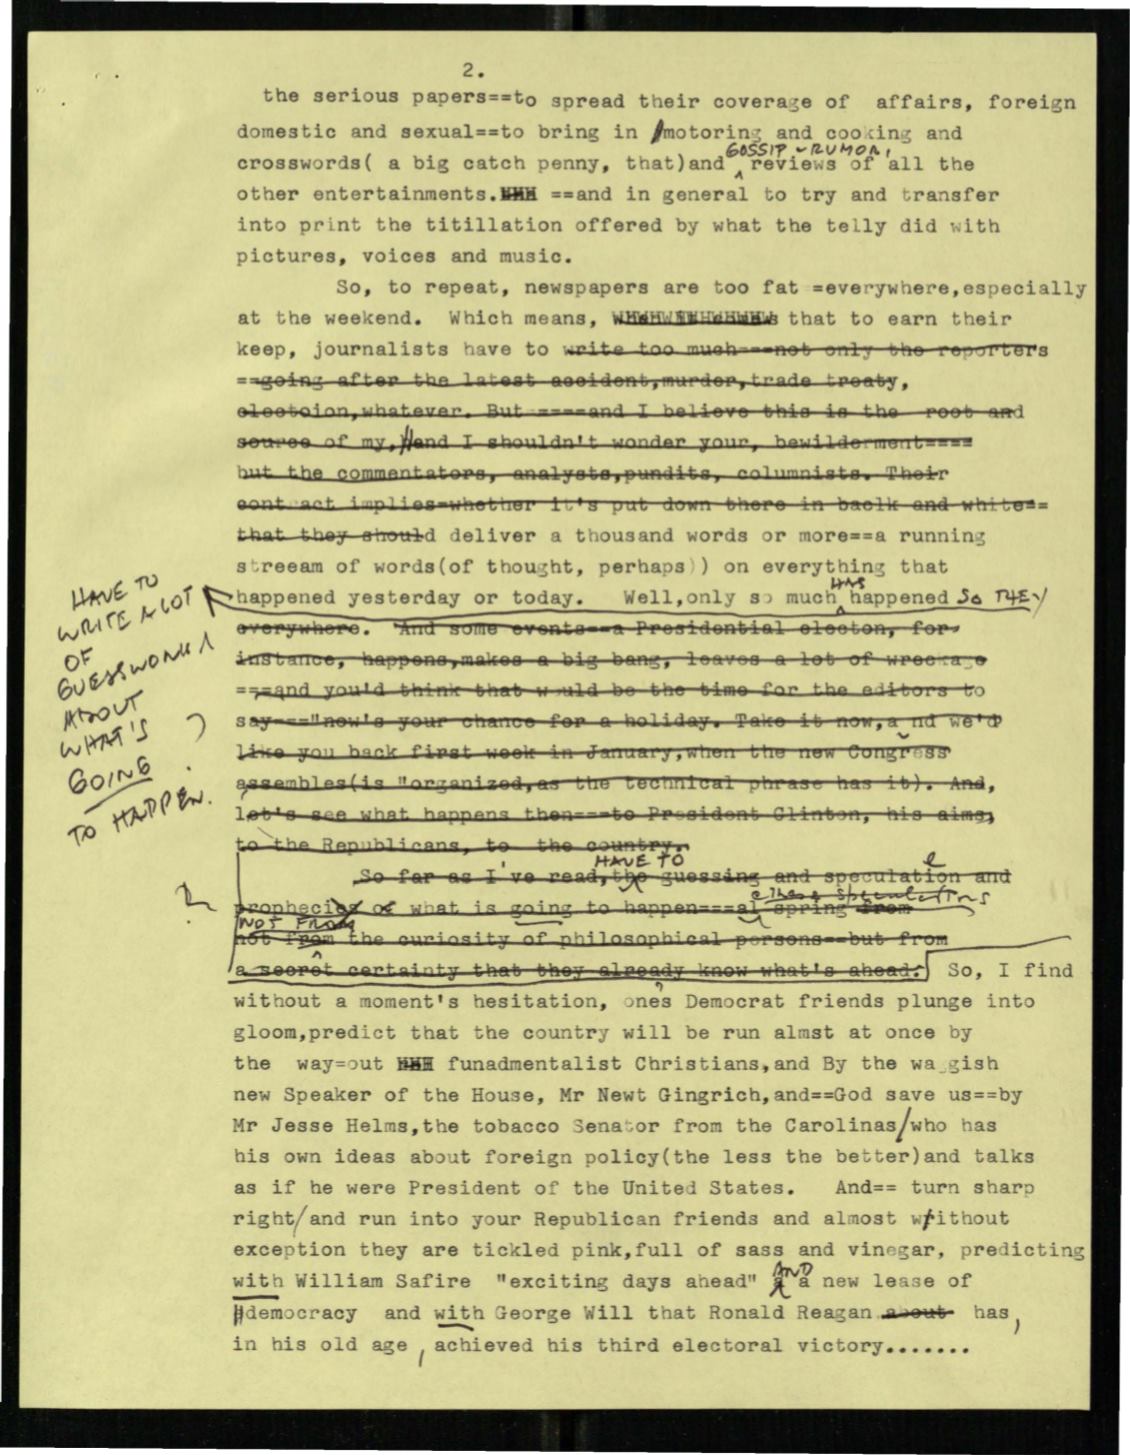 2.
the serious papers==to spread their coverage of affairs, foreign
domestic and sexual==to bring in motoring and cooking and
GOSSIP RUMOR,
crosswords( a big catch penny, that)and reviews of all the
other entertainments. ==and in general to try and transfer
into print the titillation offered by what the telly did with
pictures, voices and music.
So, to repeat, newspapers are too fat =everywhere,especially
at the weekend. Which means, that to earn their
keep, journalists have to write too much===not only the reporters
==going after the latest accident,murder,trade treaty,
electoion,whatever. But ====and I believe this is the root and
source of my, and I shouldn't wonder your, bewilderment====
but the commentators, analysts,pundits, columnists. Their
contract implies=whether it's put down there in baclk and white==
that they should deliver a thousand words or more==a running
streeam of words(of thought, perhaps)) on everything that
HAS
happened yesterday or today. Well,only so much happened SO THEY
HAVE TO
WRITE A LOT
OF
GUESSWORK
ABOUT
WHAT'S
GOING
TO HAPPEN.
everywhere. And some events==a Presidential electon, for
instance, happens,makes a big bang, leaves a lot of wreckage
===and you'd think that would be the time for the editors to
say==="now's your chance for a holiday. Take it now,a nd we'd
like you back first week in January,when the new Congress
assembles(is "organized,as the technical phrase has it). And,
let's see what happens then===to President Clinton, his aims,
to the Republicans, to the country.
HAVE TO
So far as I've read,the guessing and speculation and
these speculations
prophecies of what is going to happen===al spring from
NOT FROM
not from the curiosity of philosophical persons==but from
a secret certainty that they already know what's ahead. So, I find
without a moment's hesitation, ones Democrat friends plunge into
gloom,predict that the country will be run almst at once by
the way=out funadmentalist Christians,and By the wa gish
new Speaker of the House, Mr Newt Gingrich,and==God save us==by
Mr Jesse Helms,the tobacco Senator from the Carolinas/who has
his own ideas about foreign policy(the less the better)and talks
as if he were President of the United States. And== turn sharp
right/and run into your Republican friends and almost without
exception they are tickled pink,full of sass and vinegar, predicting
AND
with William Safire "exciting days ahead" a new lease of
democracy and with George Will that Ronald Reagan about has,
in his old age, achieved his third electoral victory.......